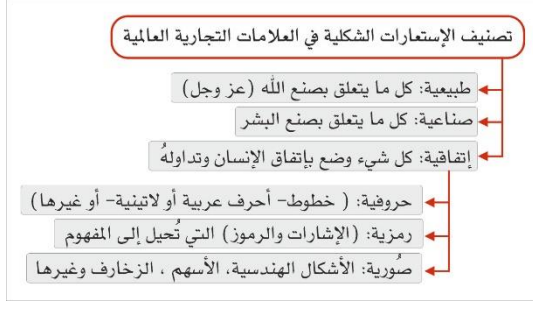 تصنيف الإستعارات الشكلية في العلامات التجارية العالمية
طبيعية: كل ما يتعلق بصنع الله (عز وجل)
صناعية: كل ما يتعلق بصنع البشر
إتفاقية: كل شيء وضع بإتفاق الإنسان وتداولهُ
حروفية: ( خطوط- أحرف عربية أو لاتينية- أو غيرها)
رمزية: (الإشارات والرموز) التي تُحيل إلى المفهوم
صُورية: الأشكال الهندسية، الأسهم ، الزخارف وغيرها